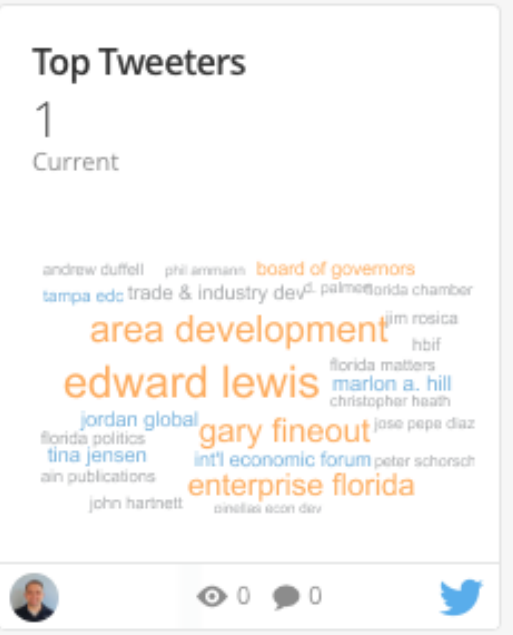 Top Tweeters
1
Current
andrew duffell phil ammann board of governors
tampa edc trade & industry dev d. palmer florida chamber
area development jim rosica
hbif
florida matters
edward lewis marlon a. hill
christopher heath
jordan global gary fineout jose pepe diaz
florida politics
tina jensen int'l economic forum peter schorsch
ain publications enterprise florida
john hartnett pinellas econ dev
0 0